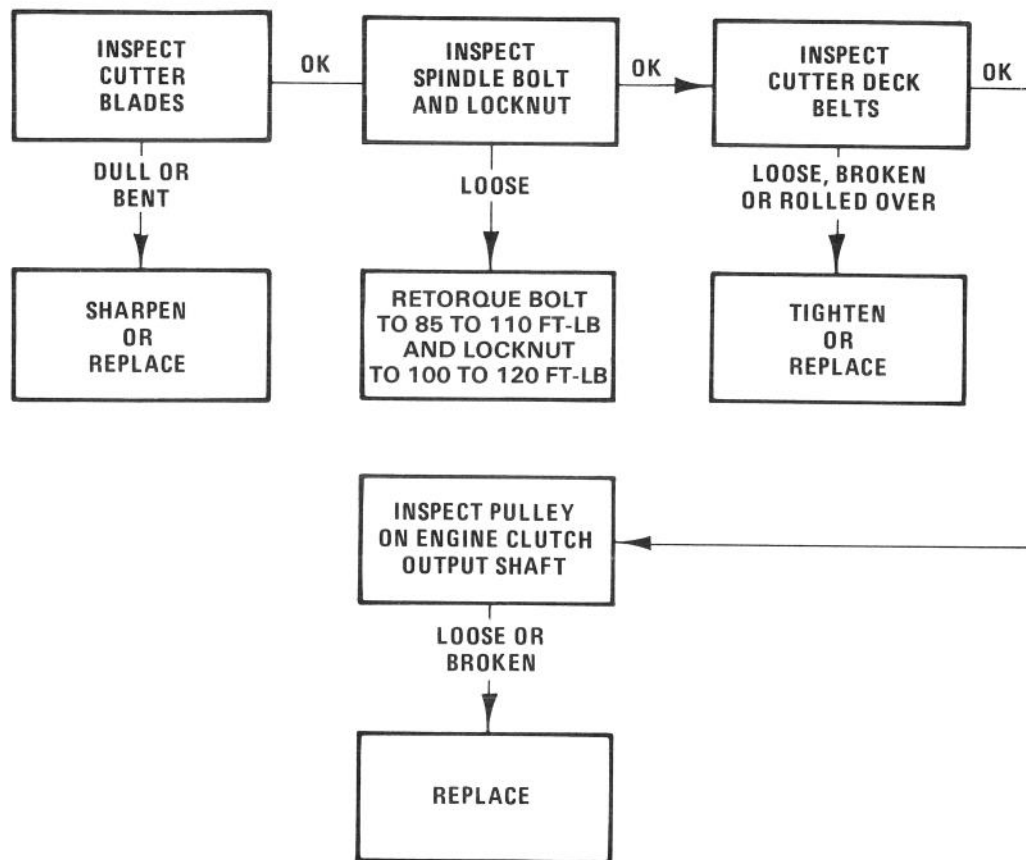 INSPECT
CUTTER
BLADES
OK
INSPECT
SPINDLE BOLT
AND LOCKNUT
OK
INSPECT
CUTTER DECK
BELTS
OK
DULL OR
BENT
LOOSE
LOOSE, BROKEN
OR ROLLED OVER
SHARPEN
OR
REPLACE
RETORQUE BOLT
TO 85 TO 110 FT-LB
AND LOCKNUT
TO 100 TO 120 FT-LB
TIGHTEN
OR
REPLACE
INSPECT PULLEY
ON ENGINE CLUTCH
OUTPUT SHAFT
LOOSE OR
BROKEN
REPLACE